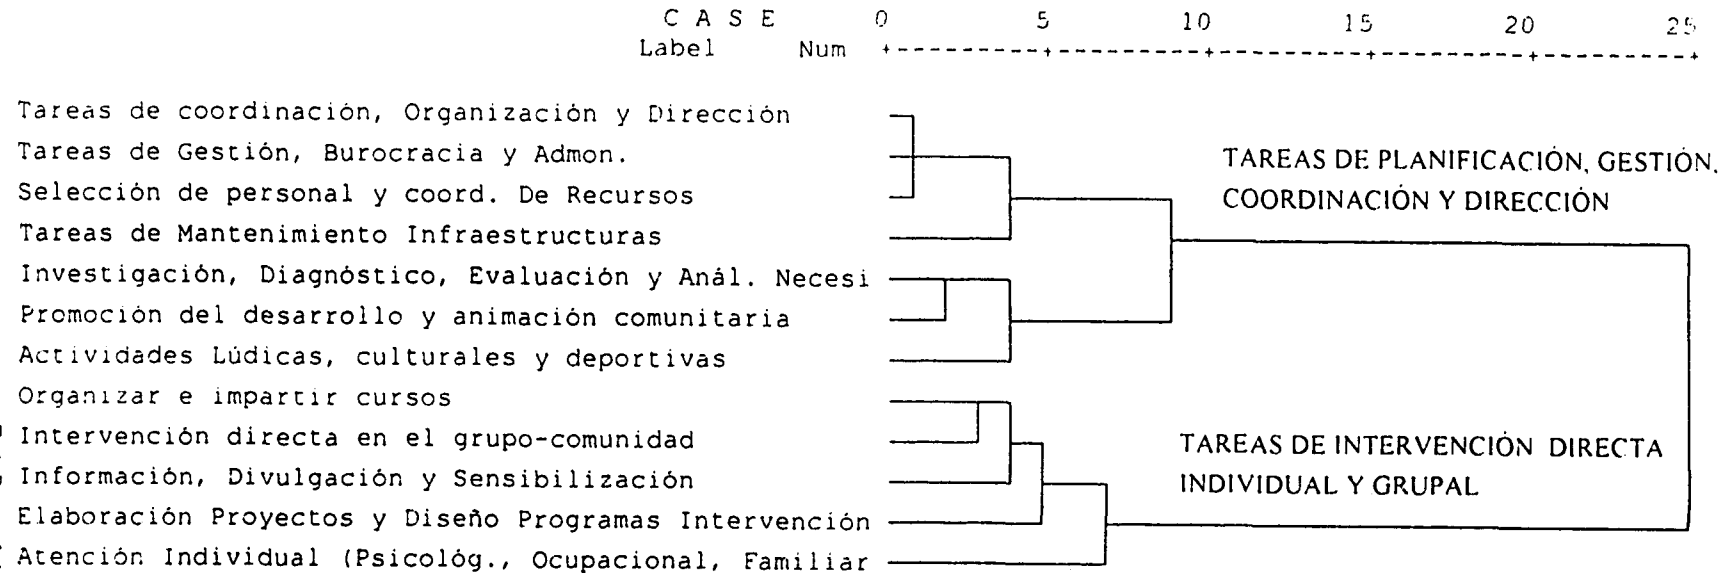 C A S E 0 5 10 15 20 25
Label Num +---------+---------+---------+---------+---------+
Tareas de coordinación, Organización y Dirección
Tareas de Gestión, Burocracia y Admon.
TAREAS DE PLANIFICACIÓN, GESTIÓN,
Selección de personal y coord. De Recursos
COORDINACIÓN Y DIRECCIÓN
Tareas de Mantenimiento Infraestructuras
Investigación, Diagnóstico, Evaluación y Anál. Necesi
Promoción del desarrollo y animación comunitaria
Actividades Lúdicas, culturales y deportivas
Organizar e impartir cursos
Intervención directa en el grupo-comunidad
TAREAS DE INTERVENCIÓN DIRECTA
Información, Divulgación y Sensibilización
INDIVIDUAL Y GRUPAL
Elaboración Proyectos y Diseño Programas Intervención
Atención Individual (Psicológ., Ocupacional, Familiar